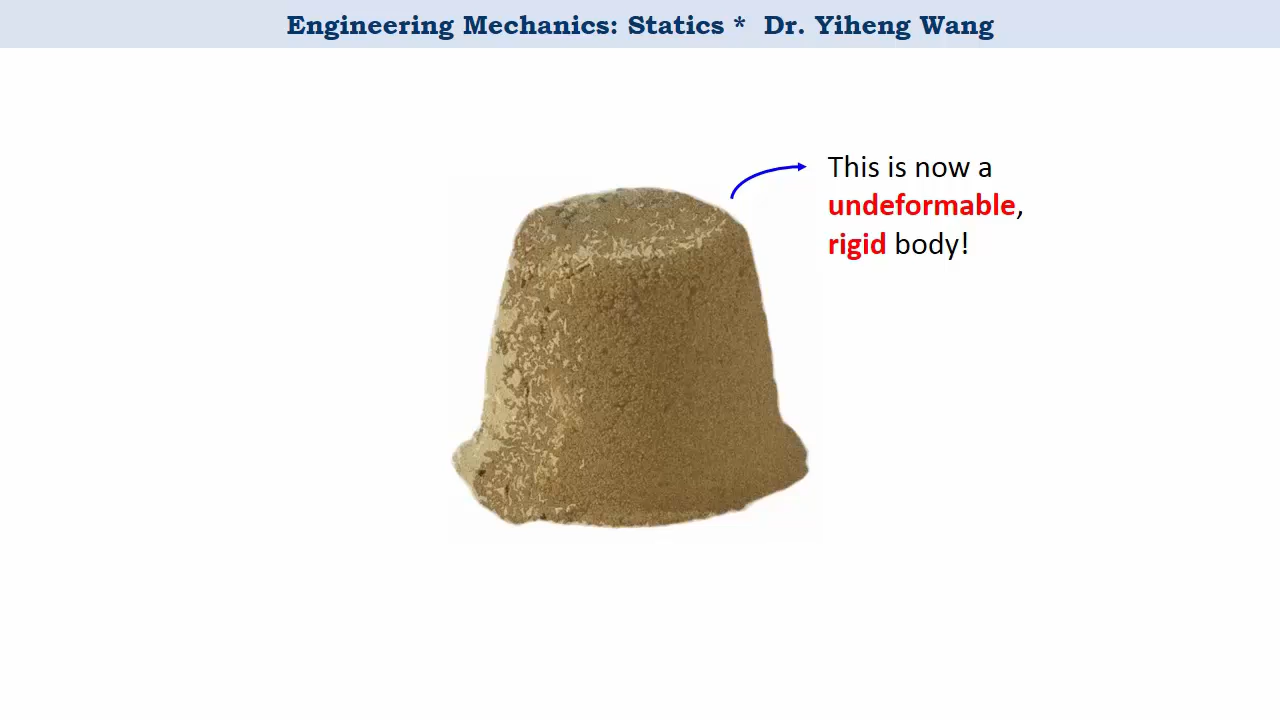 Engineering Mechanics: Statics * Dr. Yiheng Wang
This is now a
undeformable,
rigid body!